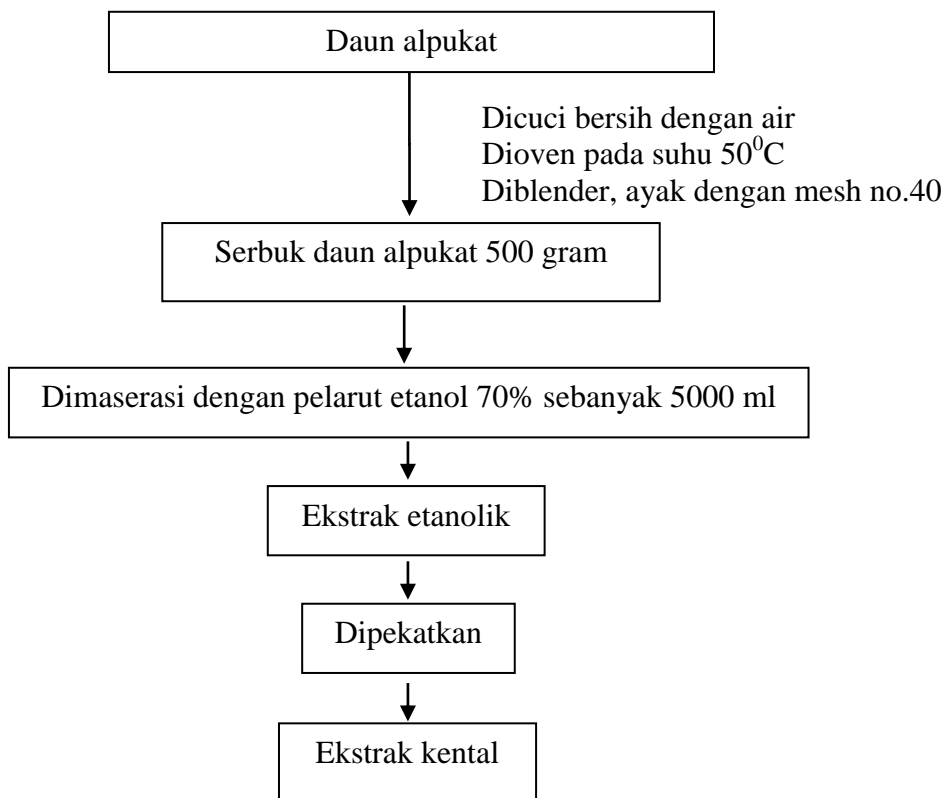 Daun alpukat
Dicuci bersih dengan air
Dioven pada suhu 50⁰C
Diblender, ayak dengan mesh no.40
Serbuk daun alpukat 500 gram
Dimaserasi dengan pelarut etanol 70% sebanyak 5000 ml
Ekstrak etanolik
Dipekatkan
Ekstrak kental